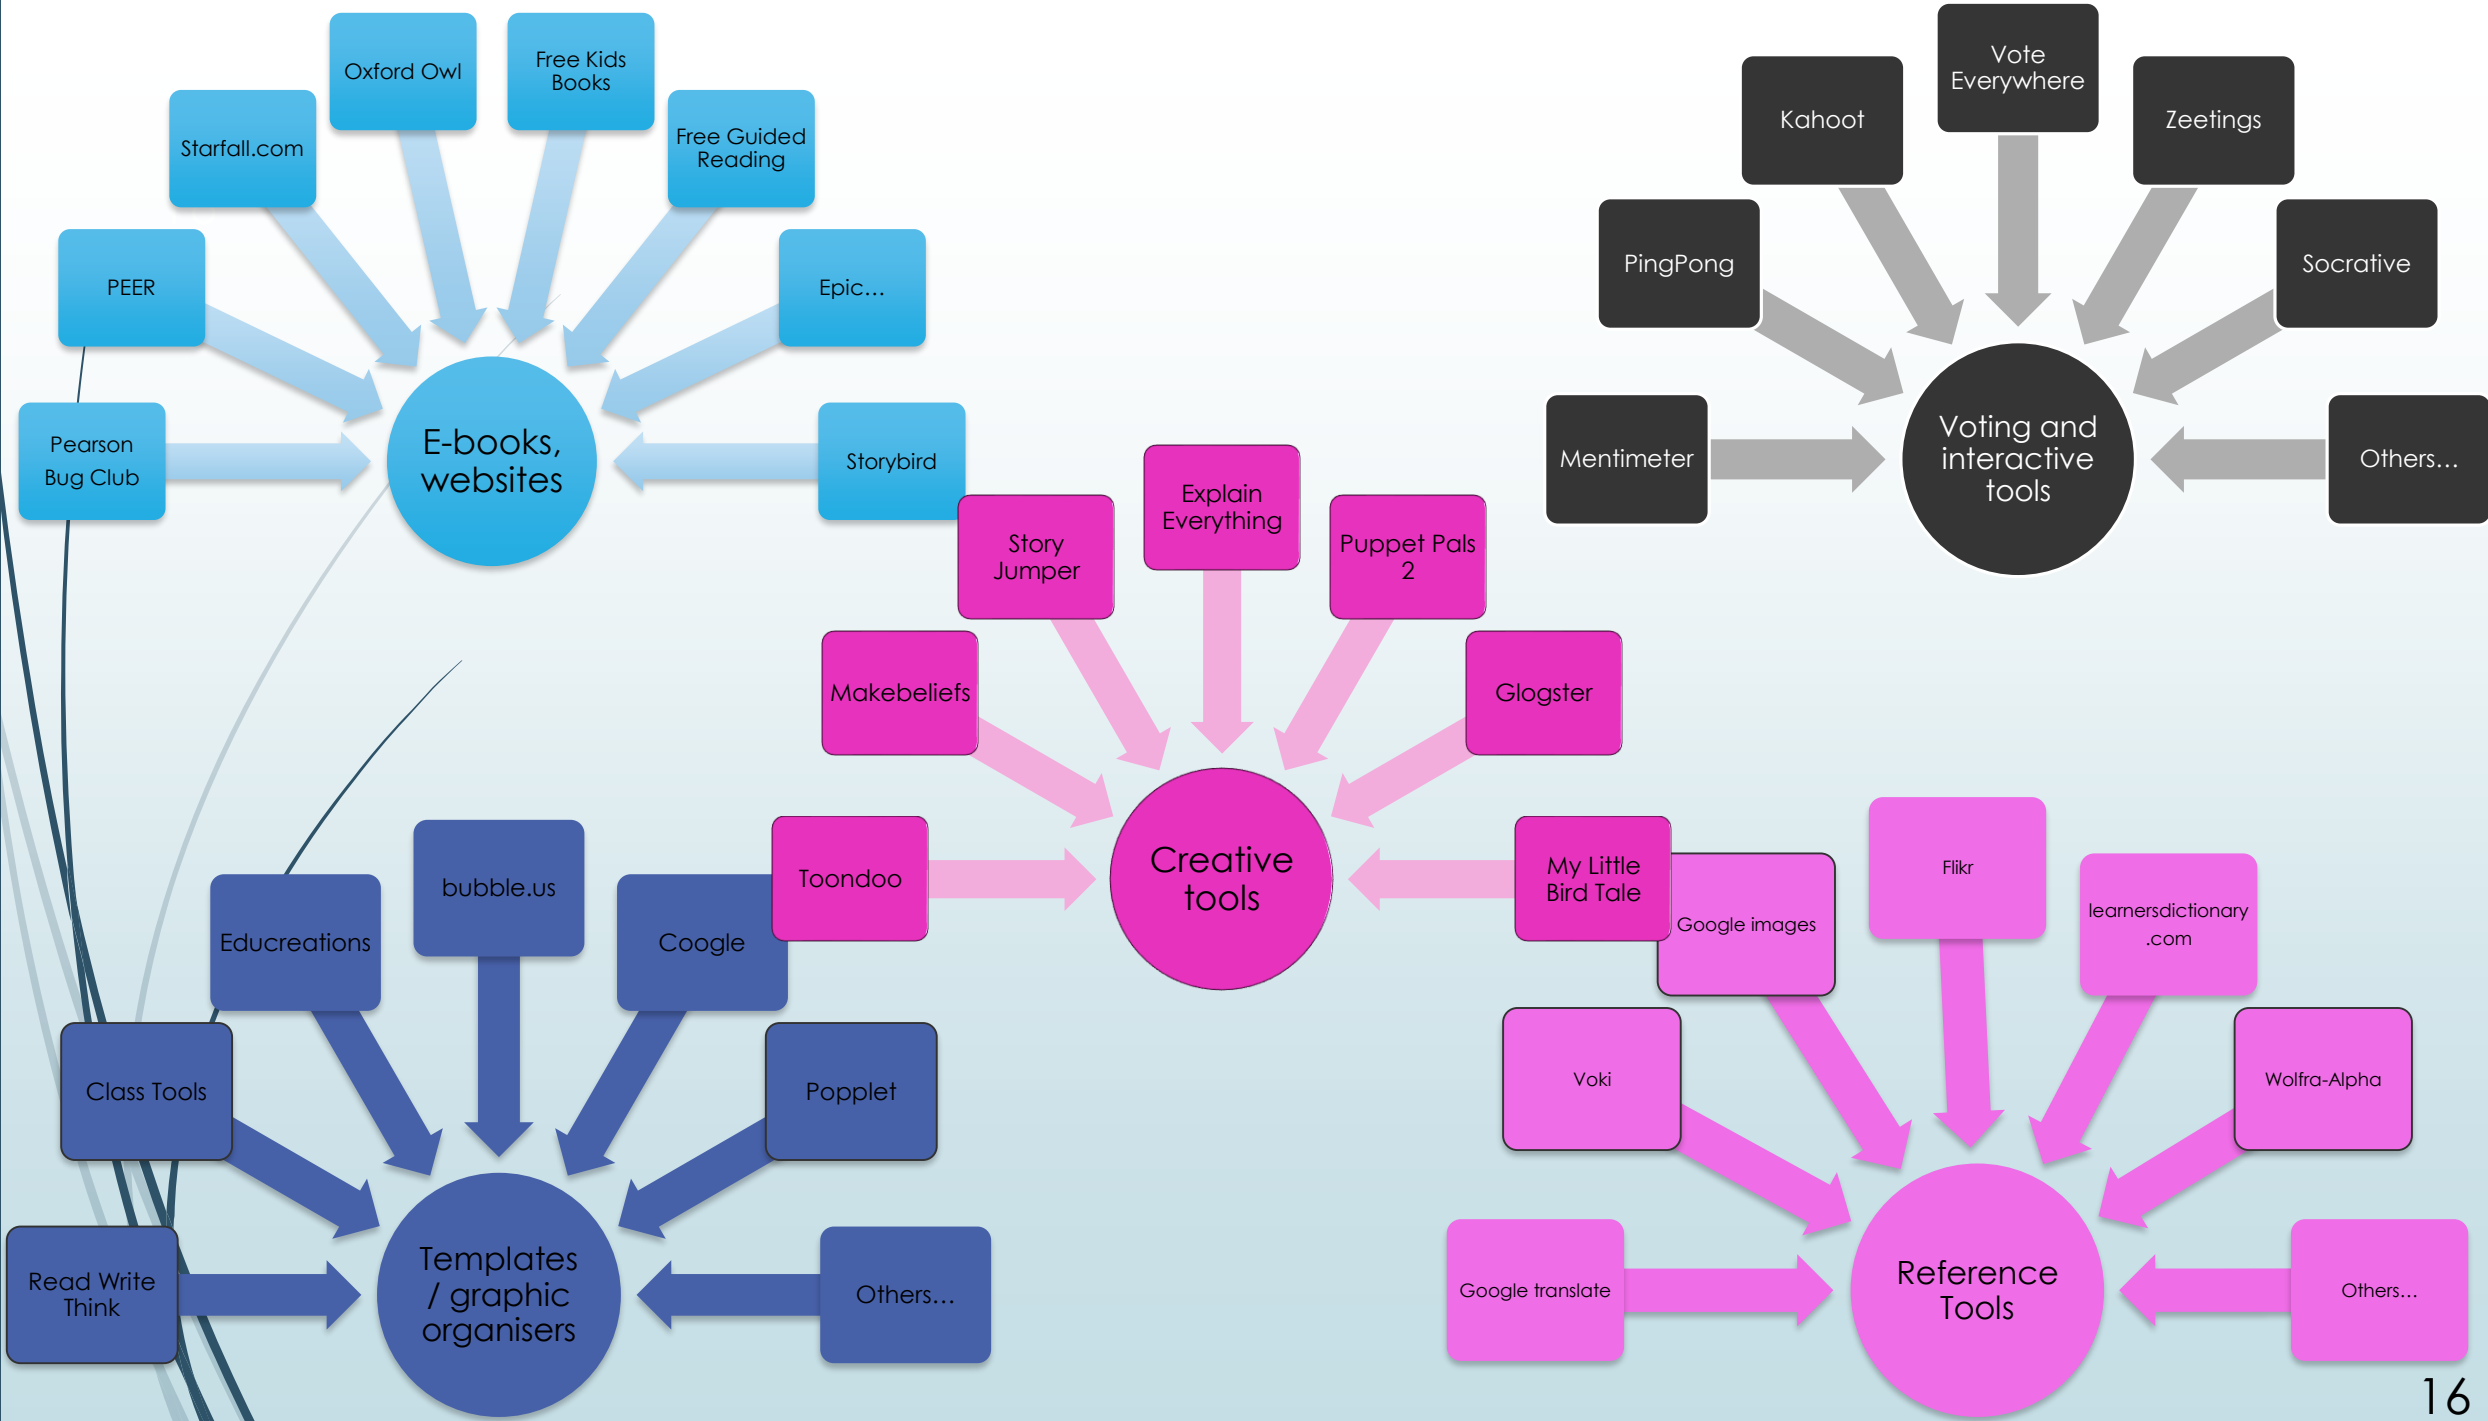 Oxford Owl
Free Kids
Books
Starfall.com
Free Guided
Reading
PEER
Epic...
Pearson
Bug Club
Storybird
E-books,
websites
Vote
Everywhere
Kahoot
Zeetings
PingPong
Socrative
Mentimeter
Others...
Voting and
interactive
tools
Explain
Everything
Story
Jumper
Puppet Pals
2
Makebeliefs
Glogster
Toondoo
My Little
Bird Tale
Creative
tools
bubble.us
Educreations
Coogle
Class Tools
Popplet
Read Write
Think
Others...
Templates
/ graphic
organisers
Flikr
Google images
learnersdictionary
.com
Voki
Wolfra-Alpha
Google translate
Others...
Reference
Tools
16